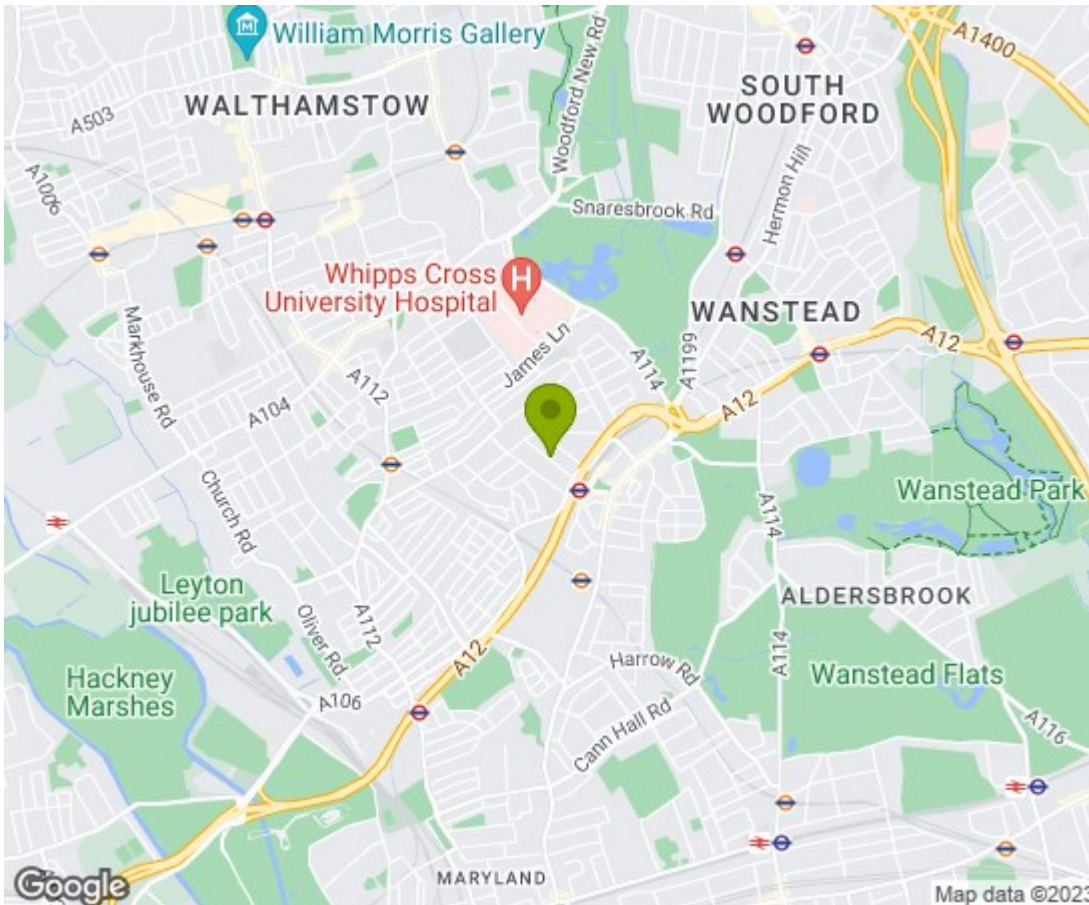 William Morris Gallery
A1400
WALTHAMSTOW
SOUTH
WOODFORD
A503
Woodford New Rd
A1006
Hermon Hill
Snaresbrook Rd
Whipps Cross
University Hospital
H
WANSTEAD
Markhouse Rd
James Ln
A114
A1199
A12
A12
A112
A104
Church Rd
Wanstead Park
A114
Leyton
jubilee park
ALDERSBROOK
Oliver Rd.
A112
A12
Harrow Rd
A114
Wanstead Flats
Hackney
Marshes
A106
Cann Hall Rd
A116
MARYLAND
Google
Map data ©2023